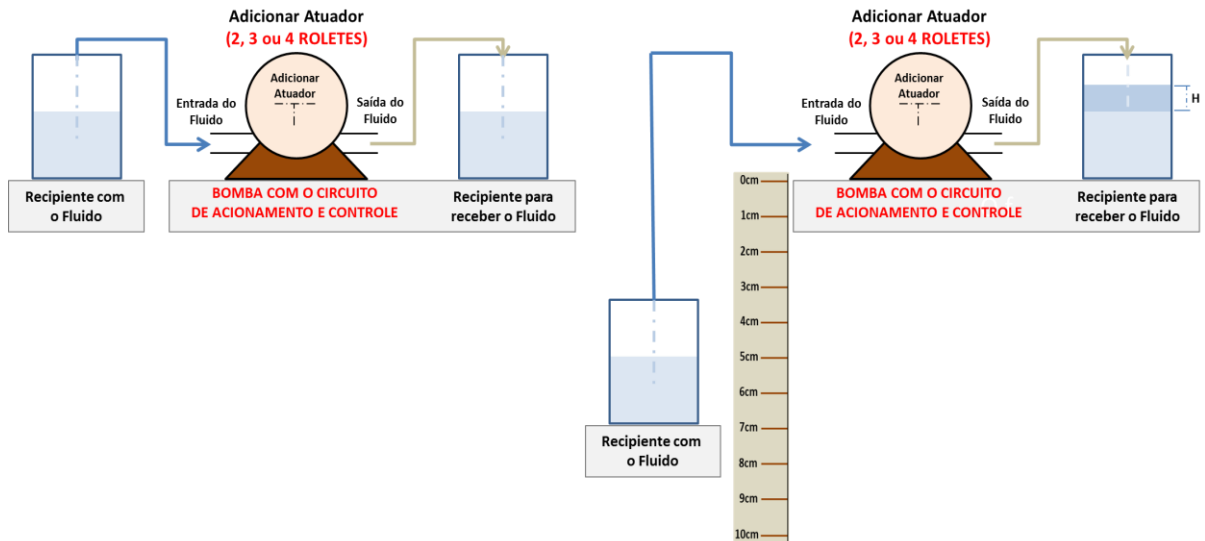 Adicionar Atuador
(2, 3 ou 4 ROLETES)
Adicionar
Atuador
Entrada do
Fluido
Saída do
Fluido
Recipiente com
o Fluido
BOMBA COM O CIRCUITO
DE ACIONAMENTO E CONTROLE
Recipiente para
receber o Fluido
Adicionar Atuador
(2, 3 ou 4 ROLETES)
Adicionar
Atuador
Entrada do
Fluido
Saída do
Fluido
H
BOMBA COM O CIRCUITO
DE ACIONAMENTO E CONTROLE
Recipiente para
receber o Fluido
0cm
1cm
2cm
3cm
4cm
5cm
6cm
7cm
8cm
9cm
10cm
Recipiente com
o Fluido